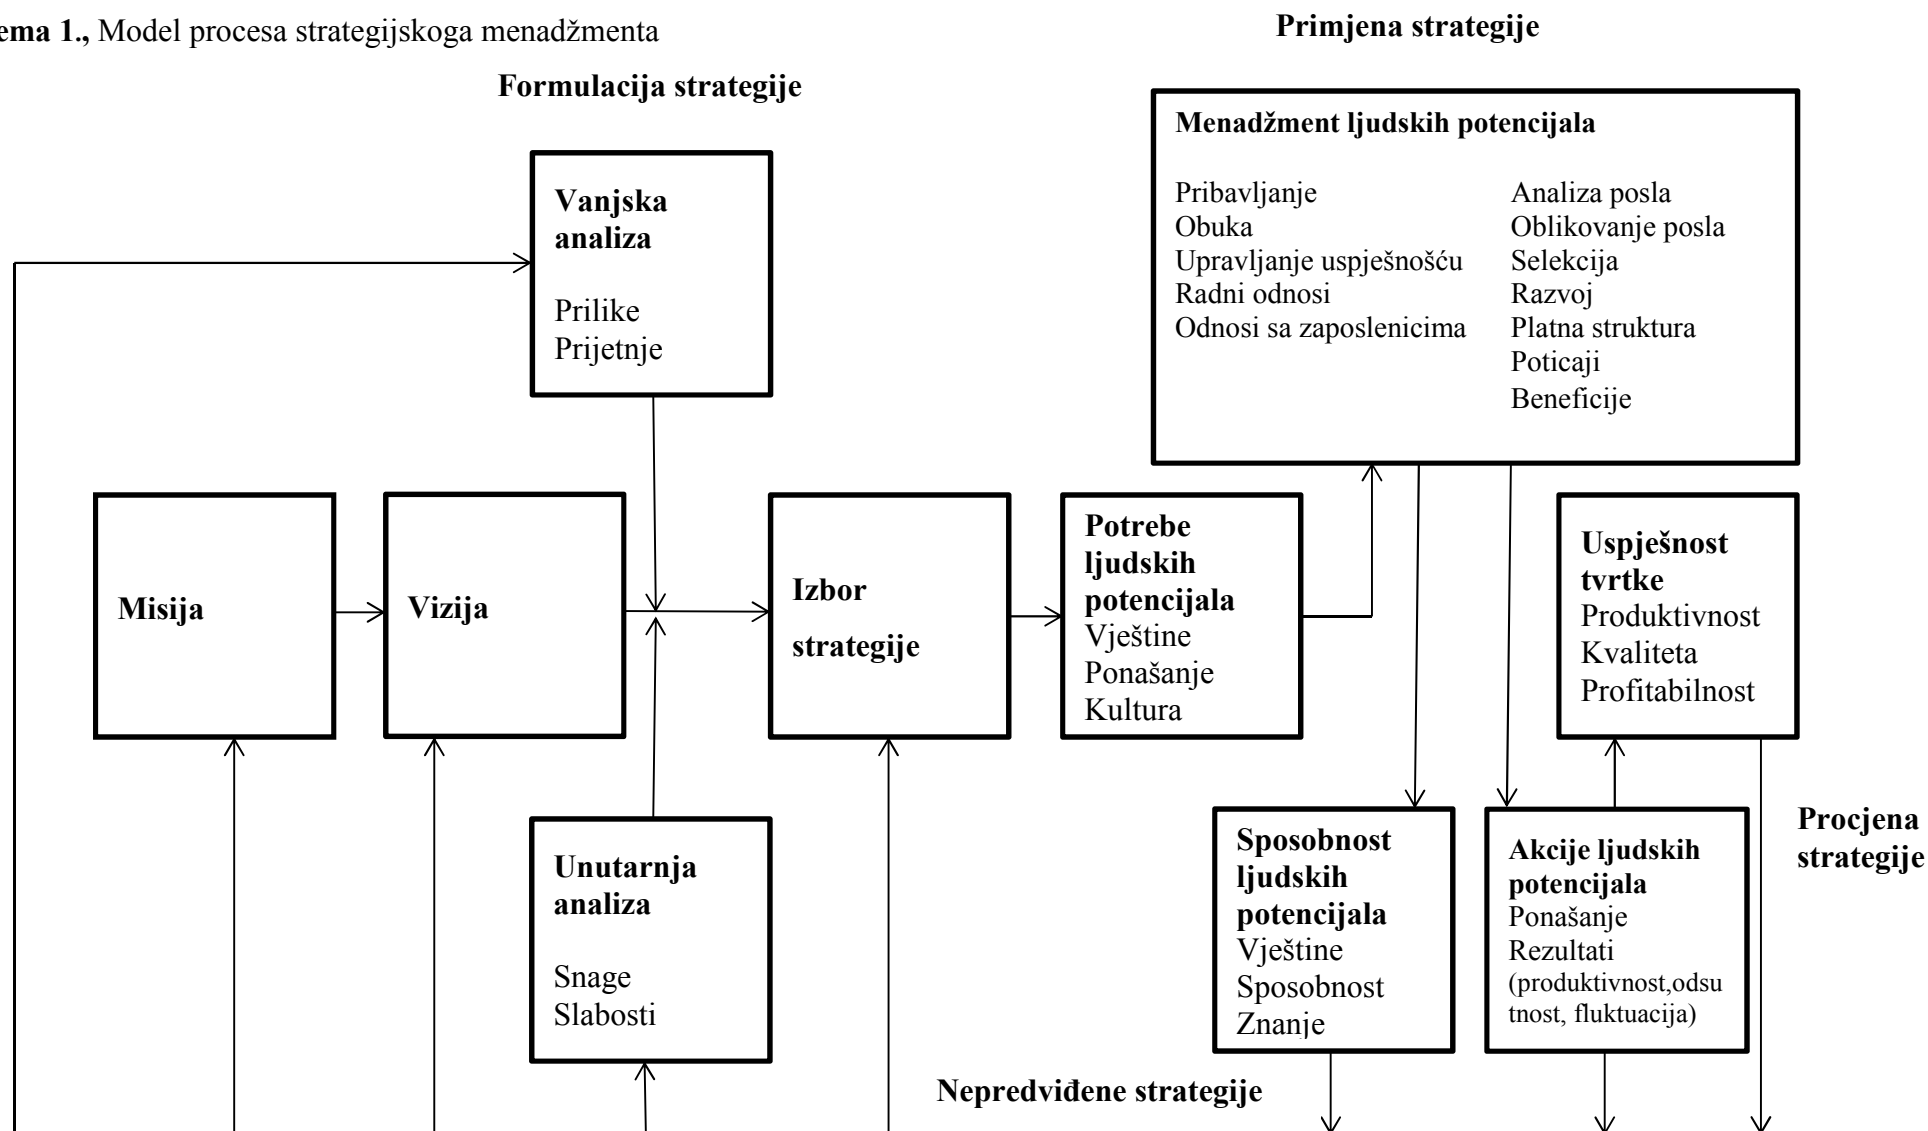 ema 1., Model procesa strategijskoga menadžmenta
Primjena strategije
Formulacija strategije
Menadžment ljudskih potencijala
Pribavljanje
Obuka
Upravljanje uspješnošću
Radni odnosi
Odnosi sa zaposlenicima
Analiza posla
Oblikovanje posla
Selekcija
Razvoj
Platna struktura
Poticaji
Beneficije
Vanjska
analiza
Prilike
Prijetnje
Misija
Vizija
Izbor
strategije
Potrebe
ljudskih
potencijala
Vještine
Ponašanje
Kultura
Uspješnost
tvrtke
Produktivnost
Kvaliteta
Profitabilnost
Unutarnja
analiza
Snage
Slabosti
Sposobnost
ljudskih
potencijala
Vještine
Sposobnost
Znanje
Akcije ljudskih
potencijala
Ponašanje
Rezultati
(produktivnost,odsu
tnost, fluktuacija)
Procjena
strategije
Nepredviđene strategije